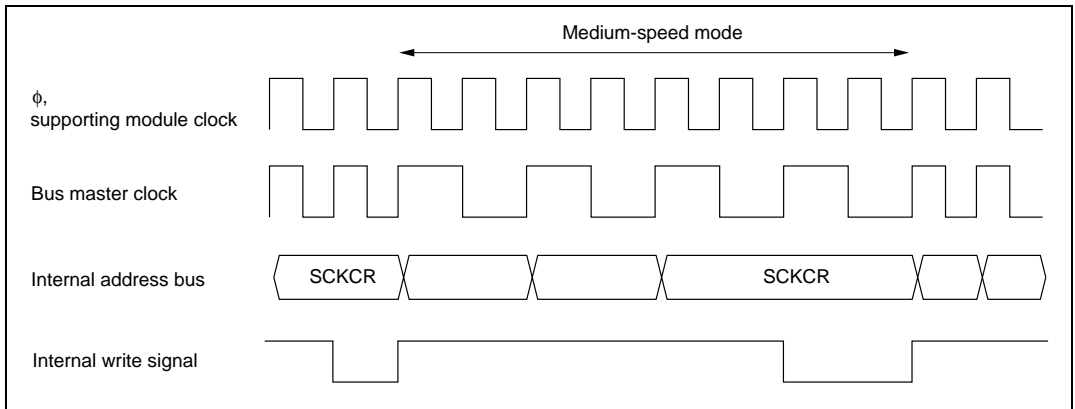 Medium-speed mode
ϕ,
supporting module clock
Bus master clock
Internal address bus
SCKCR
SCKCR
Internal write signal